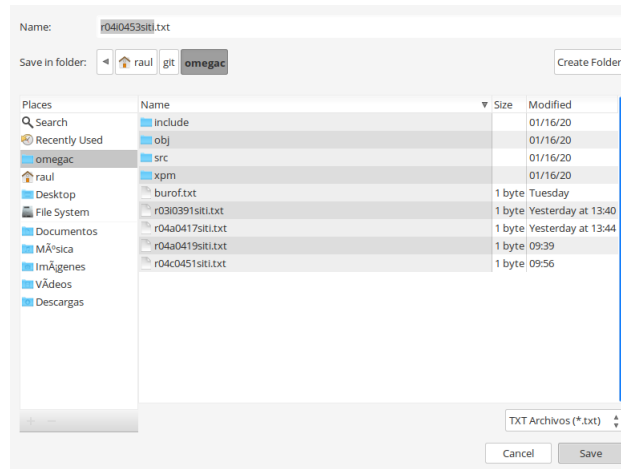 Name: r04i0453siti.txt
Save in folder: raul git omegac Create Folder
Places Name Size Modified
Search include 01/16/20
Recently Used obj 01/16/20
omegac src 01/16/20
raul xpm 01/16/20
Desktop burof.txt 1 byte Tuesday
File System r03i0391siti.txt 1 byte Yesterday at 13:40
Documentos r04a0417siti.txt 1 byte Yesterday at 13:44
MÃºsica r04a0419siti.txt 1 byte 09:39
ImÃ¡genes r04c0451siti.txt 1 byte 09:56
VÃ­deos
Descargas
TXT Archivos (*.txt)
Cancel Save